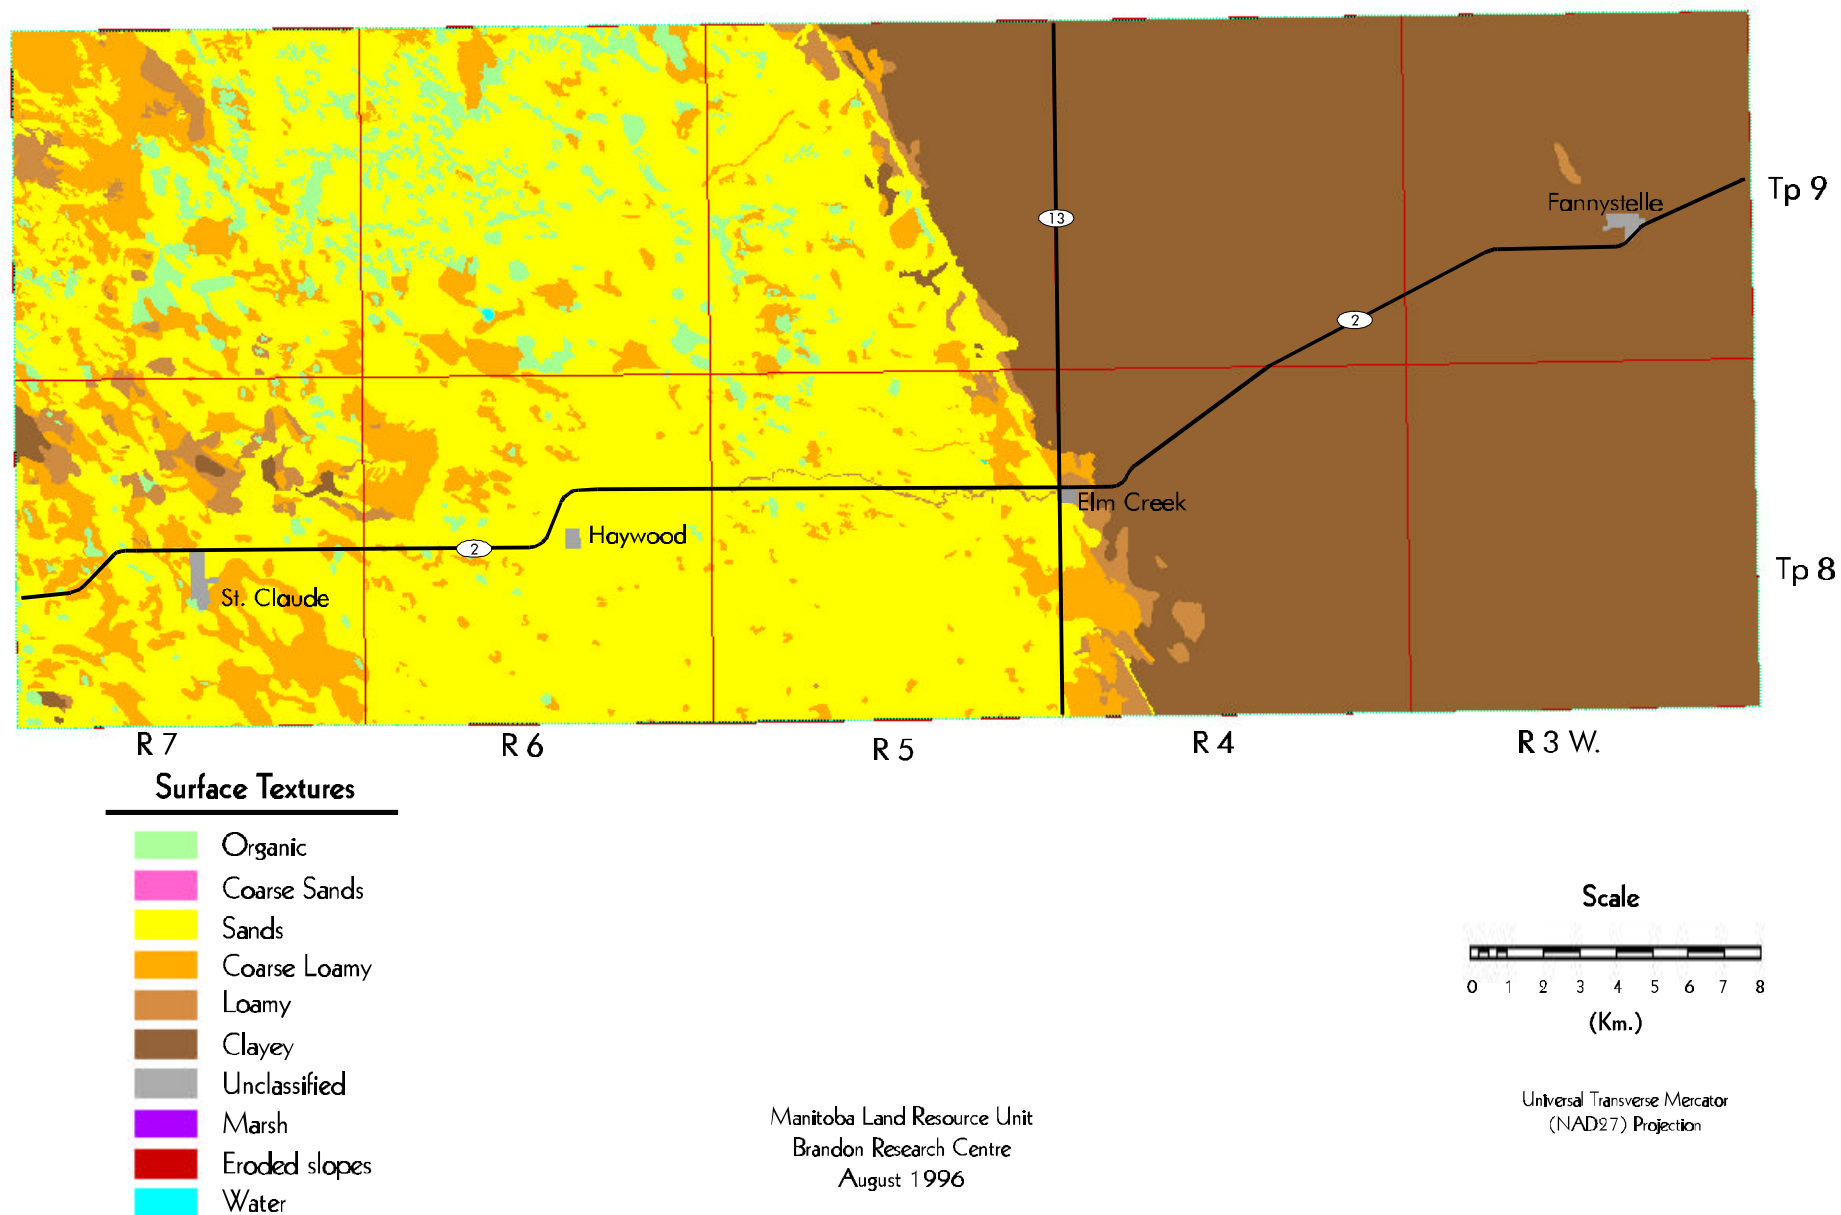 Tp 9
Fannystelle
13
2
Elm Creek
Haywood
2
Tp 8
St. Claude
R 7
R 6
R 5
R 4
R 3 W.
Surface Textures
Organic
Coarse Sands
Sands
Coarse Loamy
Loamy
Clayey
Unclassified
Marsh
Eroded slopes
Water
Scale
0 1 2 3 4 5 6 7 8
(Km.)
Universal Transverse Mercator
(NAD27) Projection
Manitoba Land Resource Unit
Brandon Research Centre
August 1996